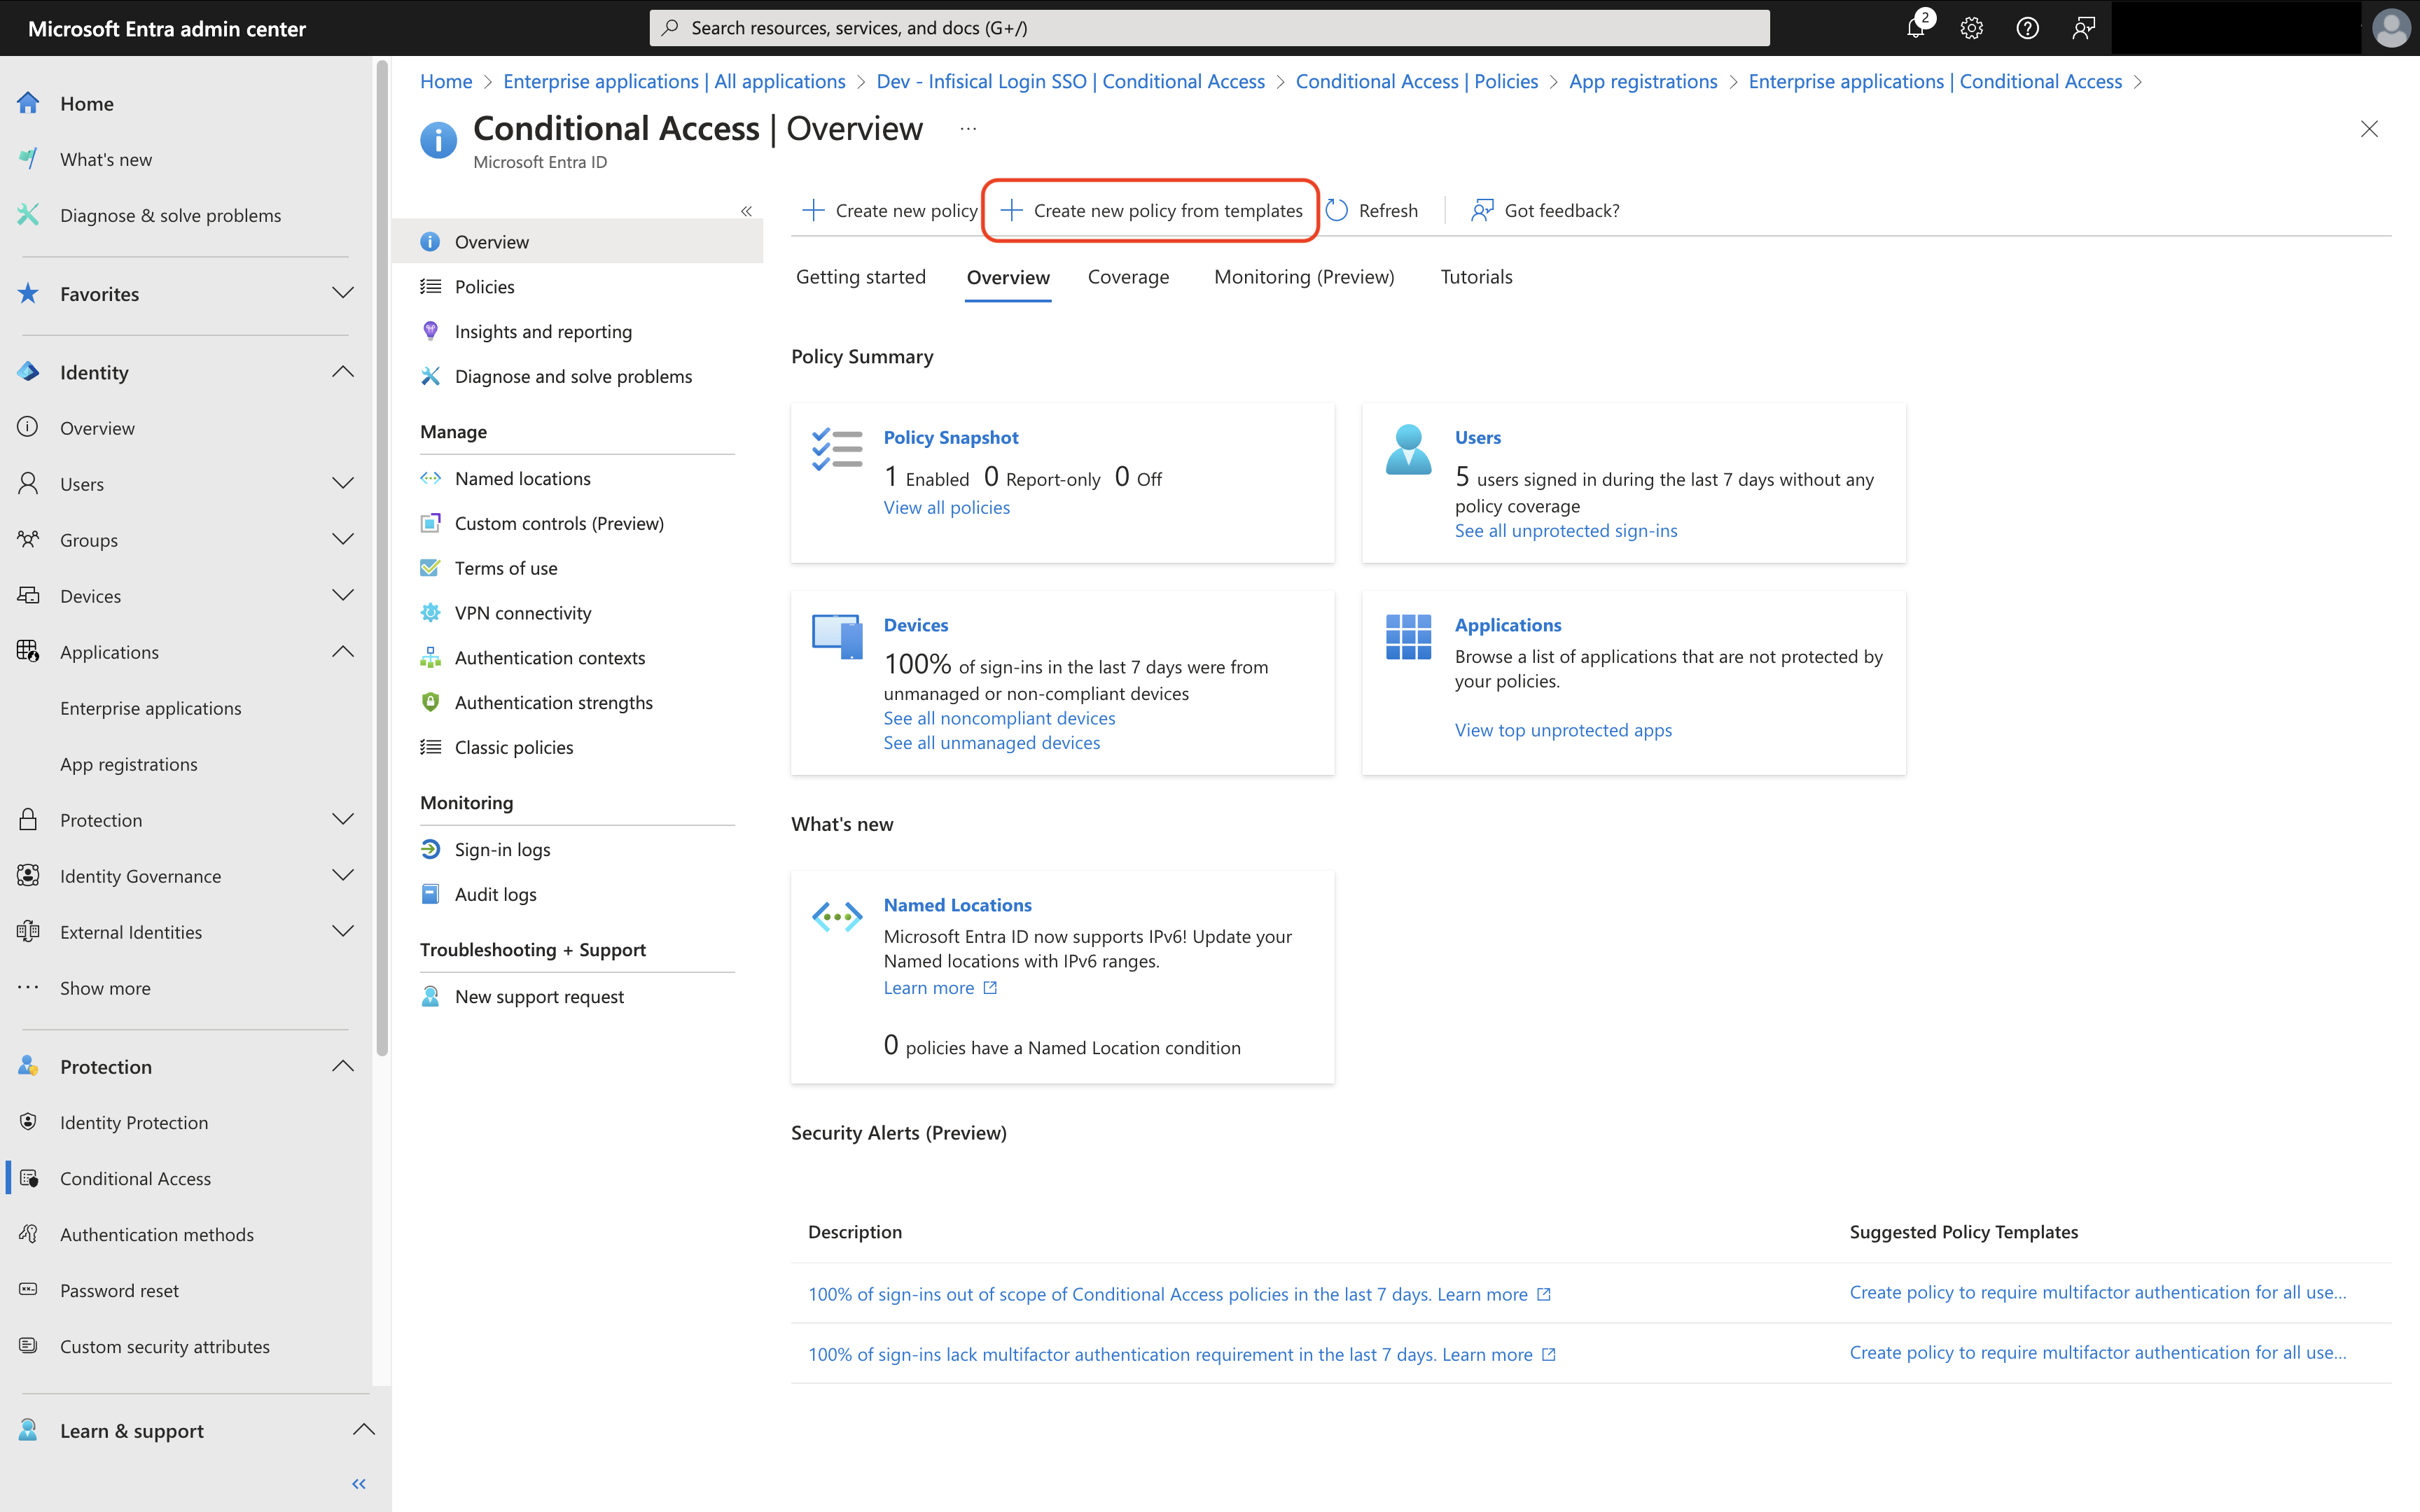 Microsoft Entra admin center
Search resources, services, and docs (G+/)
2
Home
What's new
Diagnose & solve problems
Favorites
Identity
Overview
Users
Groups
Devices
Applications
Enterprise applications
App registrations
Protection
Identity Governance
External Identities
Show more
Protection
Identity Protection
Conditional Access
Authentication methods
Password reset
Custom security attributes
Learn & support
Home > Enterprise applications | All applications > Dev - Infisical Login SSO | Conditional Access > Conditional Access | Policies > App registrations > Enterprise applications | Conditional Access >
Conditional Access | Overview ...
Microsoft Entra ID
Overview
Policies
Insights and reporting
Diagnose and solve problems
Manage
Named locations
Custom controls (Preview)
Terms of use
VPN connectivity
Authentication contexts
Authentication strengths
Classic policies
Monitoring
Sign-in logs
Audit logs
Troubleshooting + Support
New support request
Create new policy Create new policy from templates Refresh Got feedback?
Getting started Overview Coverage Monitoring (Preview) Tutorials
Policy Summary
Policy Snapshot
1 Enabled 0 Report-only 0 Off
View all policies
Users
5 users signed in during the last 7 days without any
policy coverage
See all unprotected sign-ins
Devices
100% of sign-ins in the last 7 days were from
unmanaged or non-compliant devices
See all noncompliant devices
See all unmanaged devices
Applications
Browse a list of applications that are not protected by
your policies.
View top unprotected apps
What's new
Named Locations
Microsoft Entra ID now supports IPv6! Update your
Named locations with IPv6 ranges.
Learn more
0 policies have a Named Location condition
Security Alerts (Preview)
Description Suggested Policy Templates
100% of sign-ins out of scope of Conditional Access policies in the last 7 days. Learn more Create policy to require multifactor authentication for all use...
100% of sign-ins lack multifactor authentication requirement in the last 7 days. Learn more Create policy to require multifactor authentication for all use...